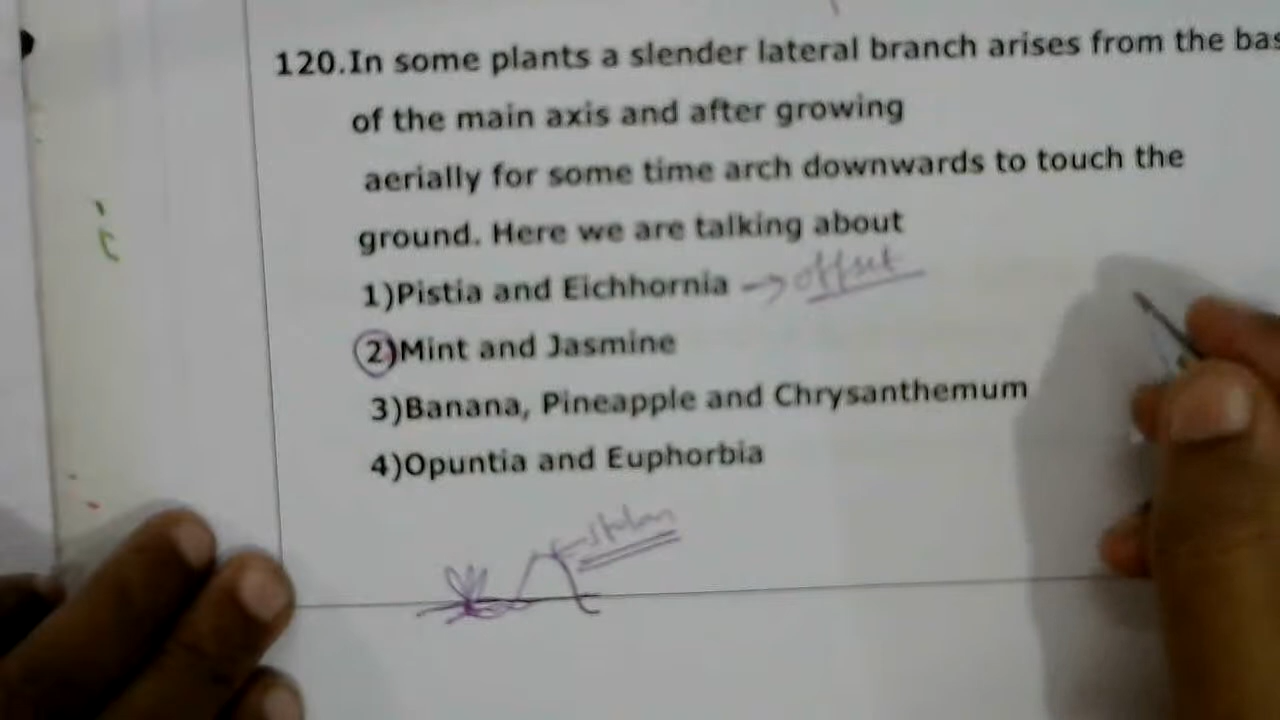 120.In some plants a slender lateral branch arises from the bas
of the main axis and after growing
aerially for some time arch downwards to touch the
ground. Here we are talking about
1)Pistia and Eichhornia → offset
2)Mint and Jasmine
3)Banana, Pineapple and Chrysanthemum
4)Opuntia and Euphorbia
stolon